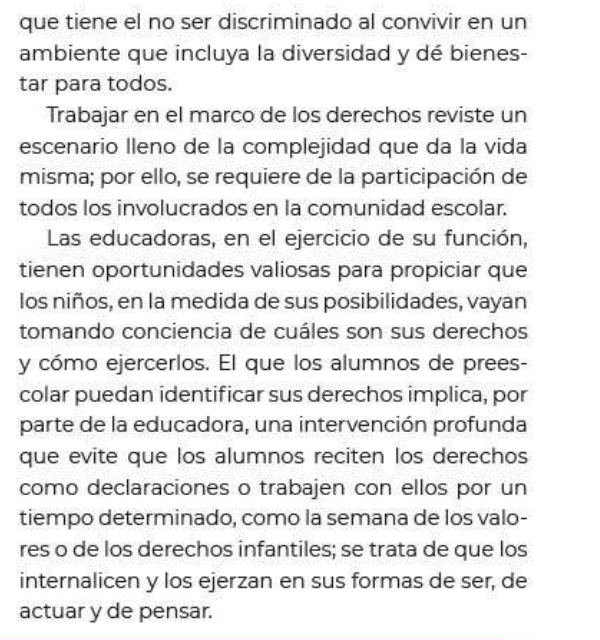 que tiene el no ser discriminado al convivir en un
ambiente que incluya la diversidad y dé bienes-
tar para todos.
Trabajar en el marco de los derechos reviste un
escenario lleno de la complejidad que da la vida
misma; por ello, se requiere de la participación de
todos los involucrados en la comunidad escolar.
Las educadoras, en el ejercicio de su función,
tienen oportunidades valiosas para propiciar que
los niños, en la medida de sus posibilidades, vayan
tomando conciencia de cuáles son sus derechos
y cómo ejercerlos. El que los alumnos de prees-
colar puedan identificar sus derechos implica, por
parte de la educadora, una intervención profunda
que evite que los alumnos reciten los derechos
como declaraciones o trabajen con ellos por un
tiempo determinado, como la semana de los valo-
res o de los derechos infantiles; se trata de que los
internalicen y los ejerzan en sus formas de ser, de
actuar y de pensar.